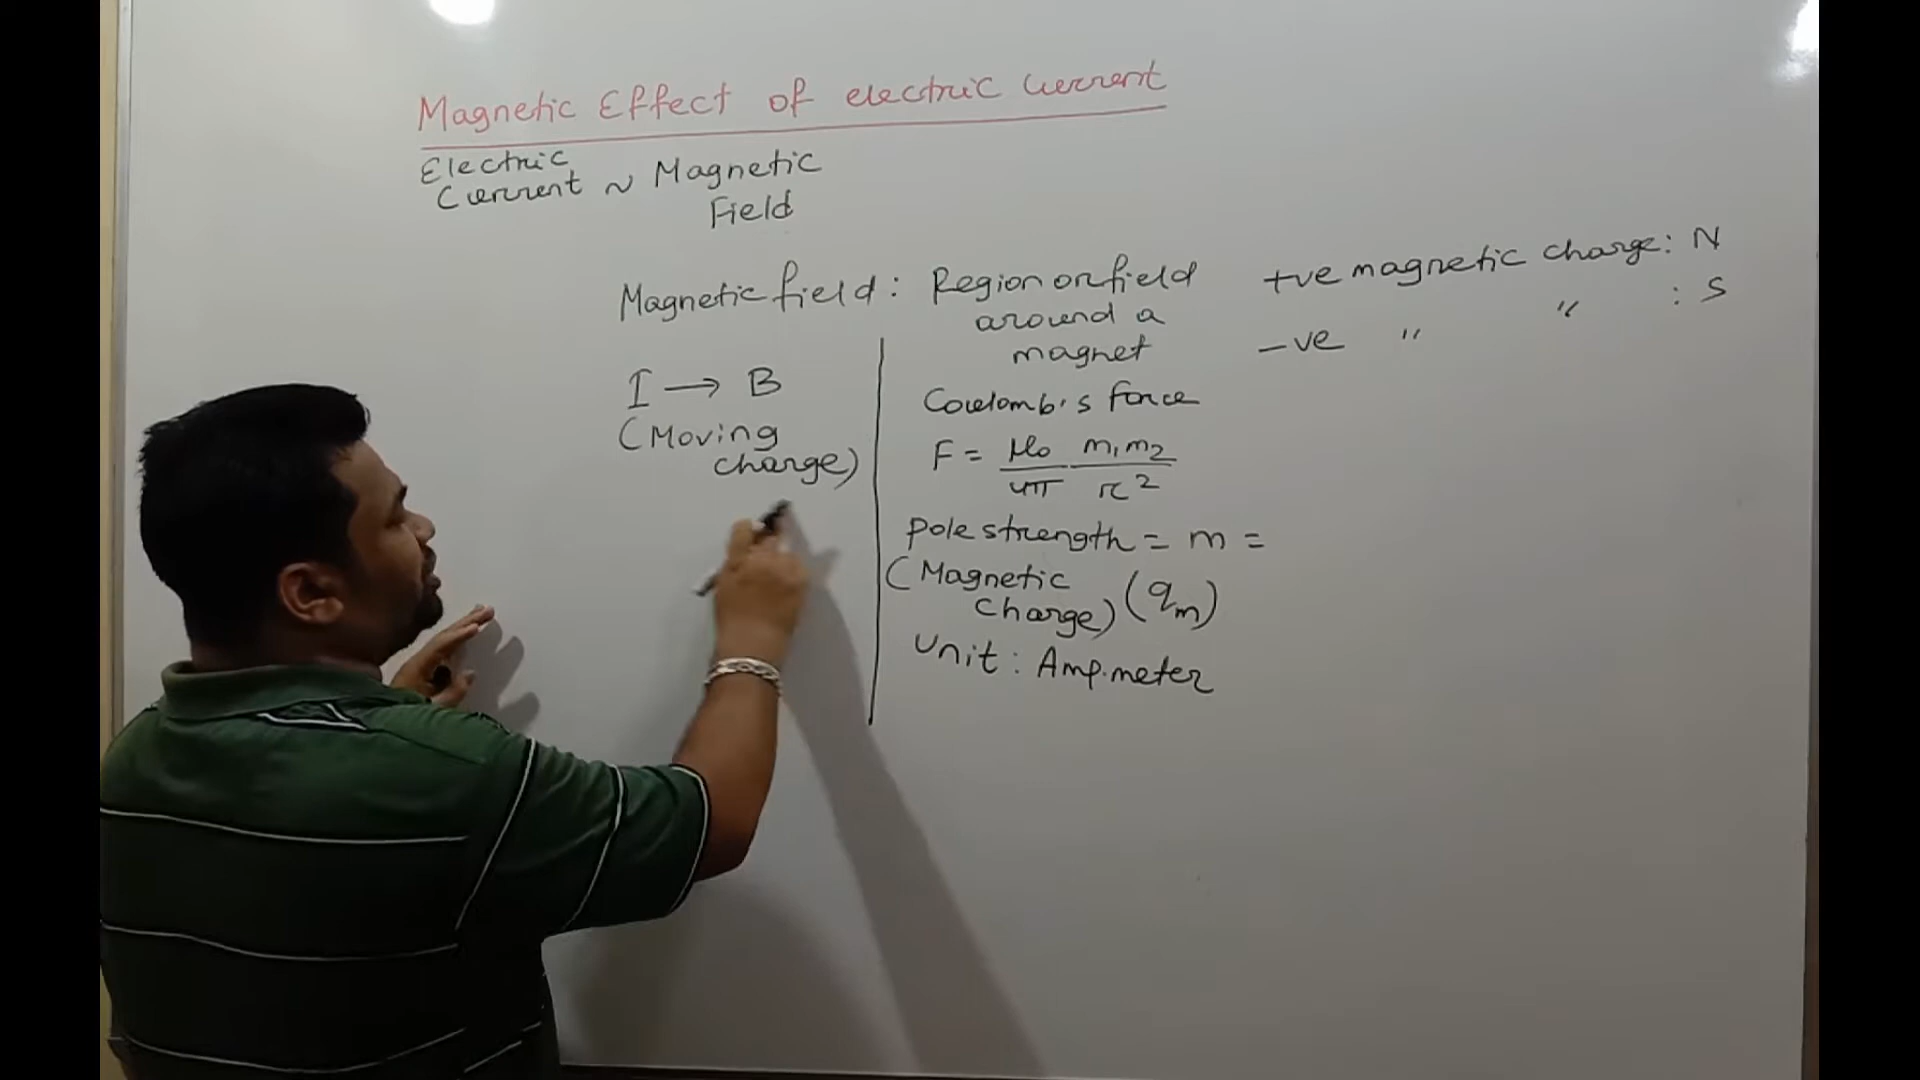 Magnetic Effect of electric current
Electric
Current ~ Magnetic
Field
Magnetic field : Region or field
around a
magnet
+ve magnetic charge : N
-ve " " : S
I → B
(Moving
charge)
Coulomb's force
F = μ₀/4π m₁m₂/r²
Pole strength = m =
(Magnetic
charge) (qₘ)
Unit : Amp.meter